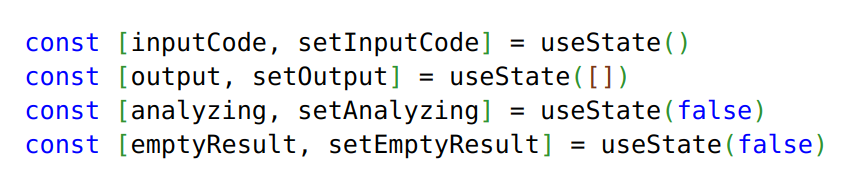 const [inputCode, setInputCode] = useState()
const [output, setOutput] = useState([])
const [analyzing, setAnalyzing] = useState(false)
const [emptyResult, setEmptyResult] = useState(false)